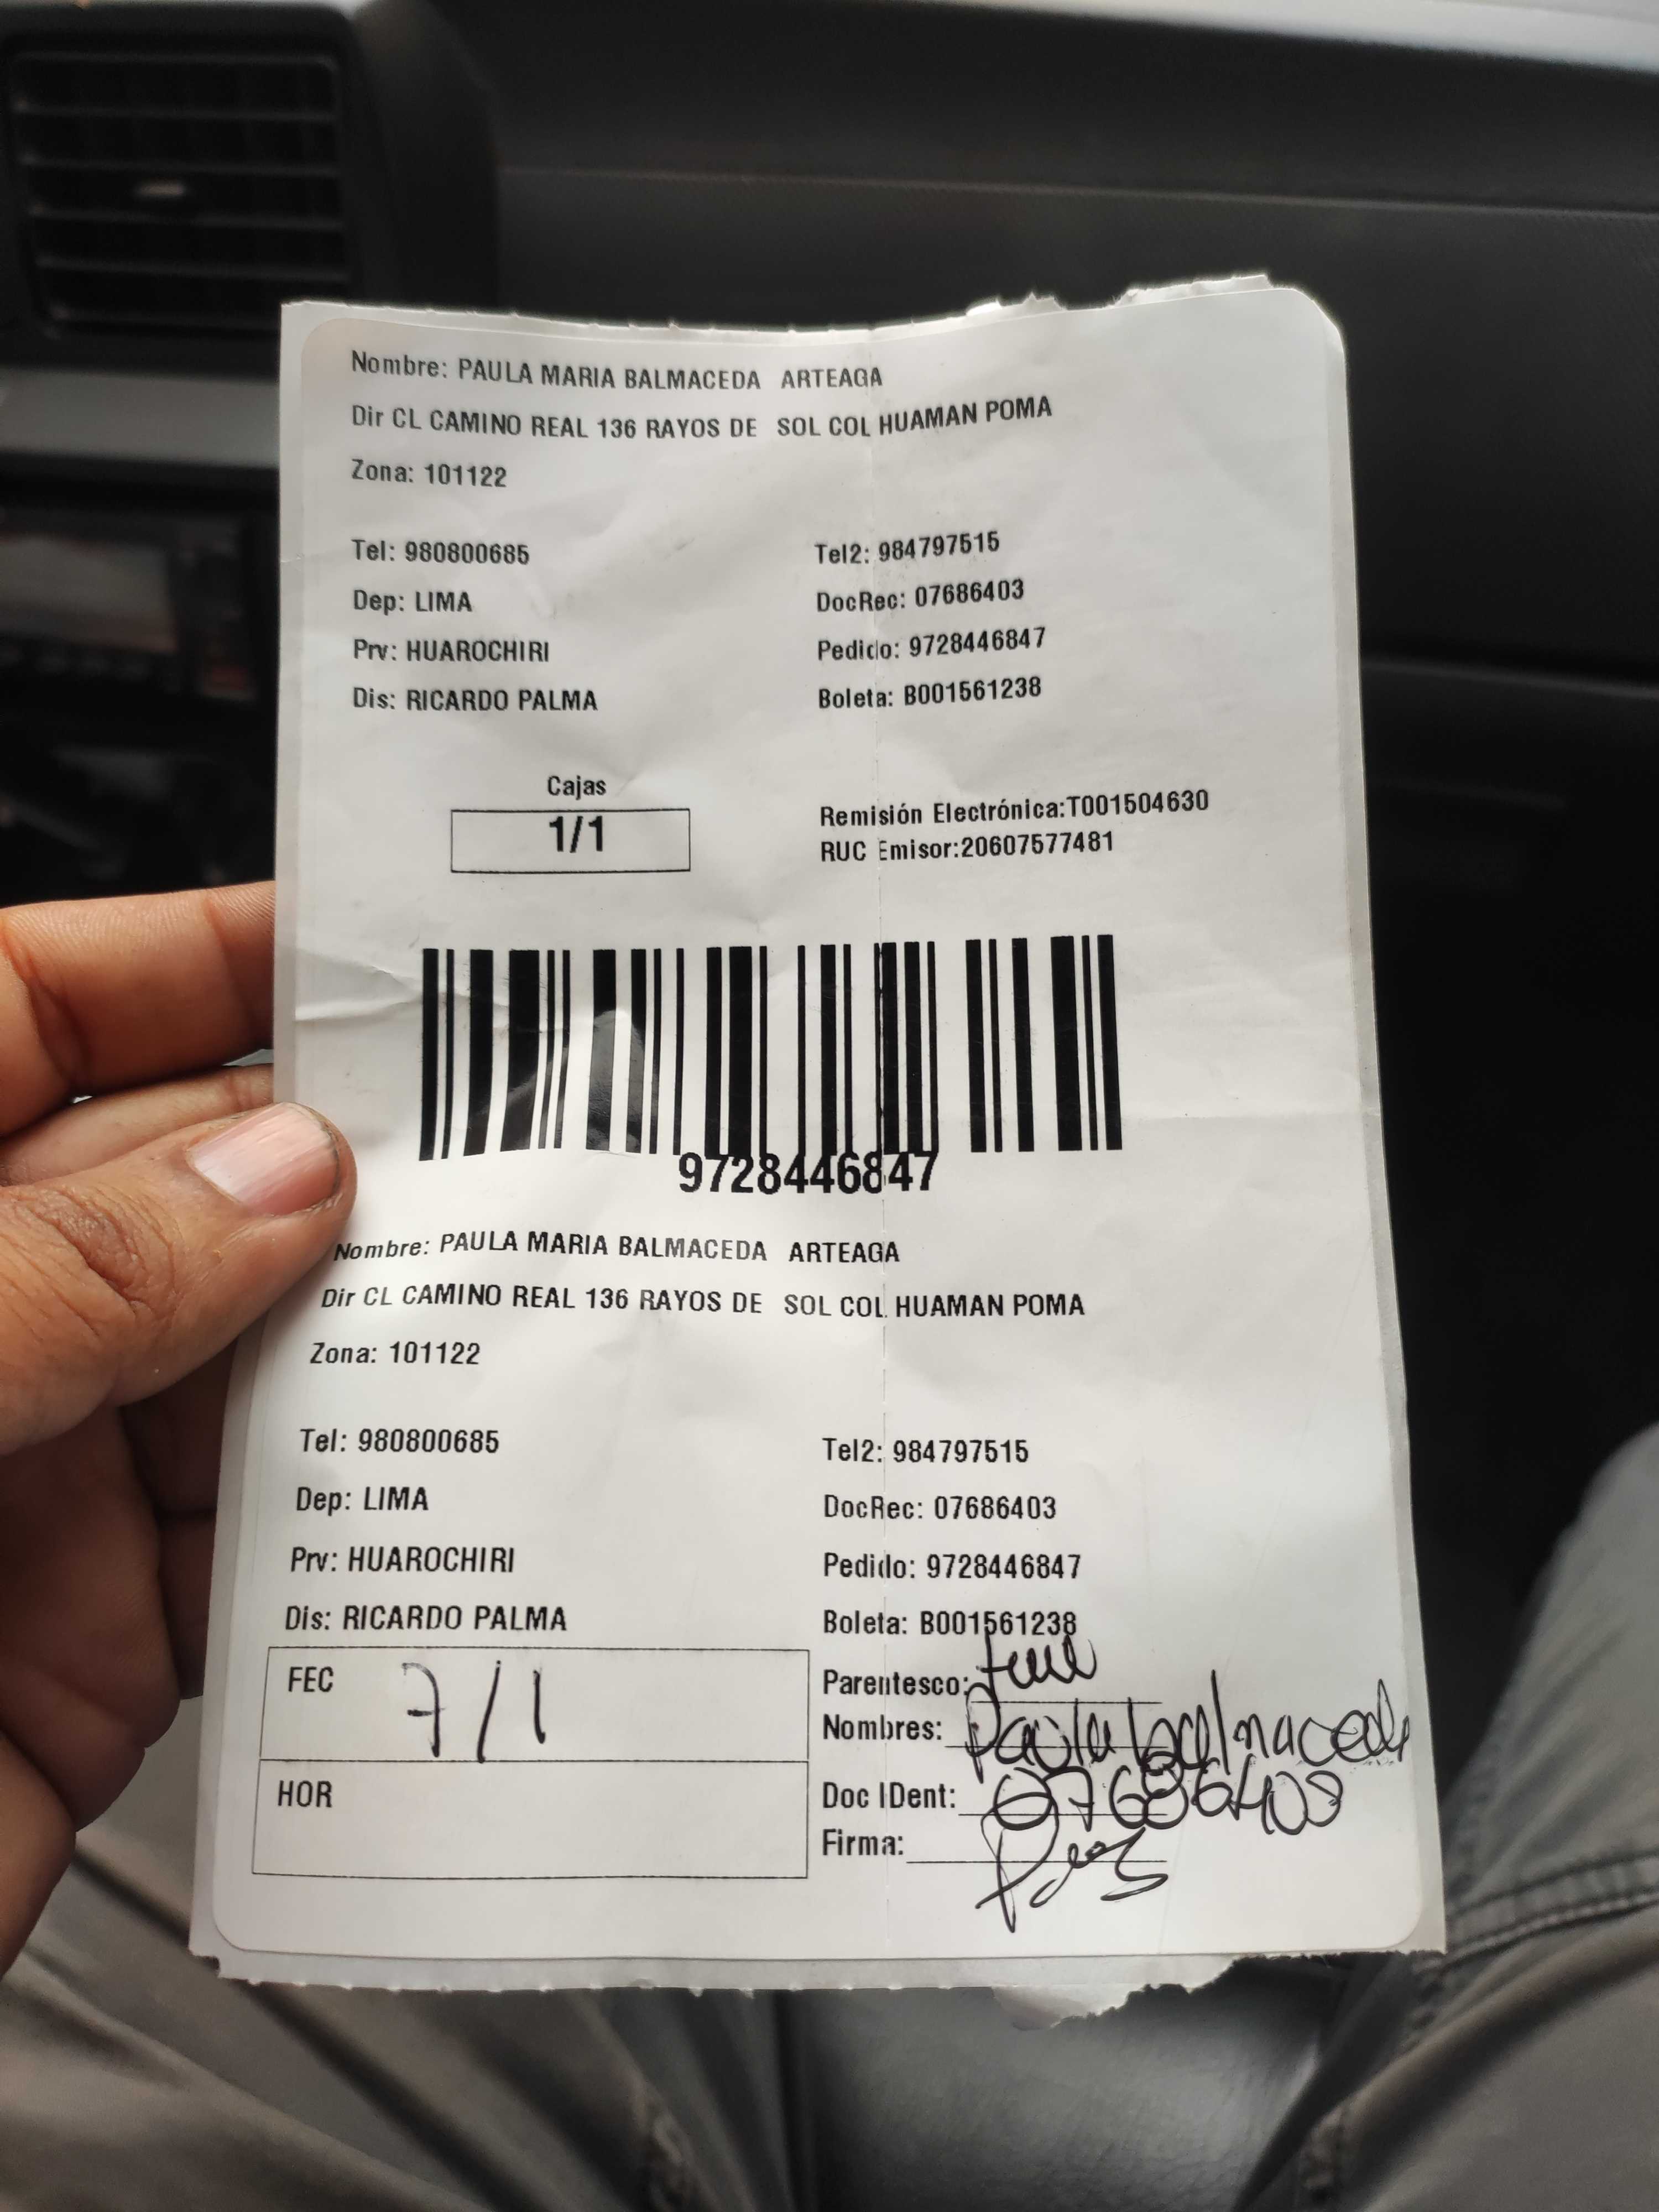 Nombre: PAULA MARIA BALMACEDA ARTEAGA
Dir CL CAMINO REAL 136 RAYOS DE SOL COL HUAMAN POMA
Zona: 101122
Tel: 980800685 Tel2: 984797515
Dep: LIMA DocRec: 07686403
Prv: HUAROCHIRI Pedido: 9728446847
Dis: RICARDO PALMA Boleta: B001561238
Cajas
1/1
Remisión Electrónica:T001504630
RUC Emisor:20607577481
9728446847
Nombre: PAULA MARIA BALMACEDA ARTEAGA
Dir CL CAMINO REAL 136 RAYOS DE SOL COL HUAMAN POMA
Zona: 101122
Tel: 980800685 Tel2: 984797515
Dep: LIMA DocRec: 07686403
Prv: HUAROCHIRI Pedido: 9728446847
Dis: RICARDO PALMA Boleta: B001561238
FEC 7/1
HOR
Parentesco:
Nombres: Paula Balmaceda
Doc IDent: 07686403
Firma: